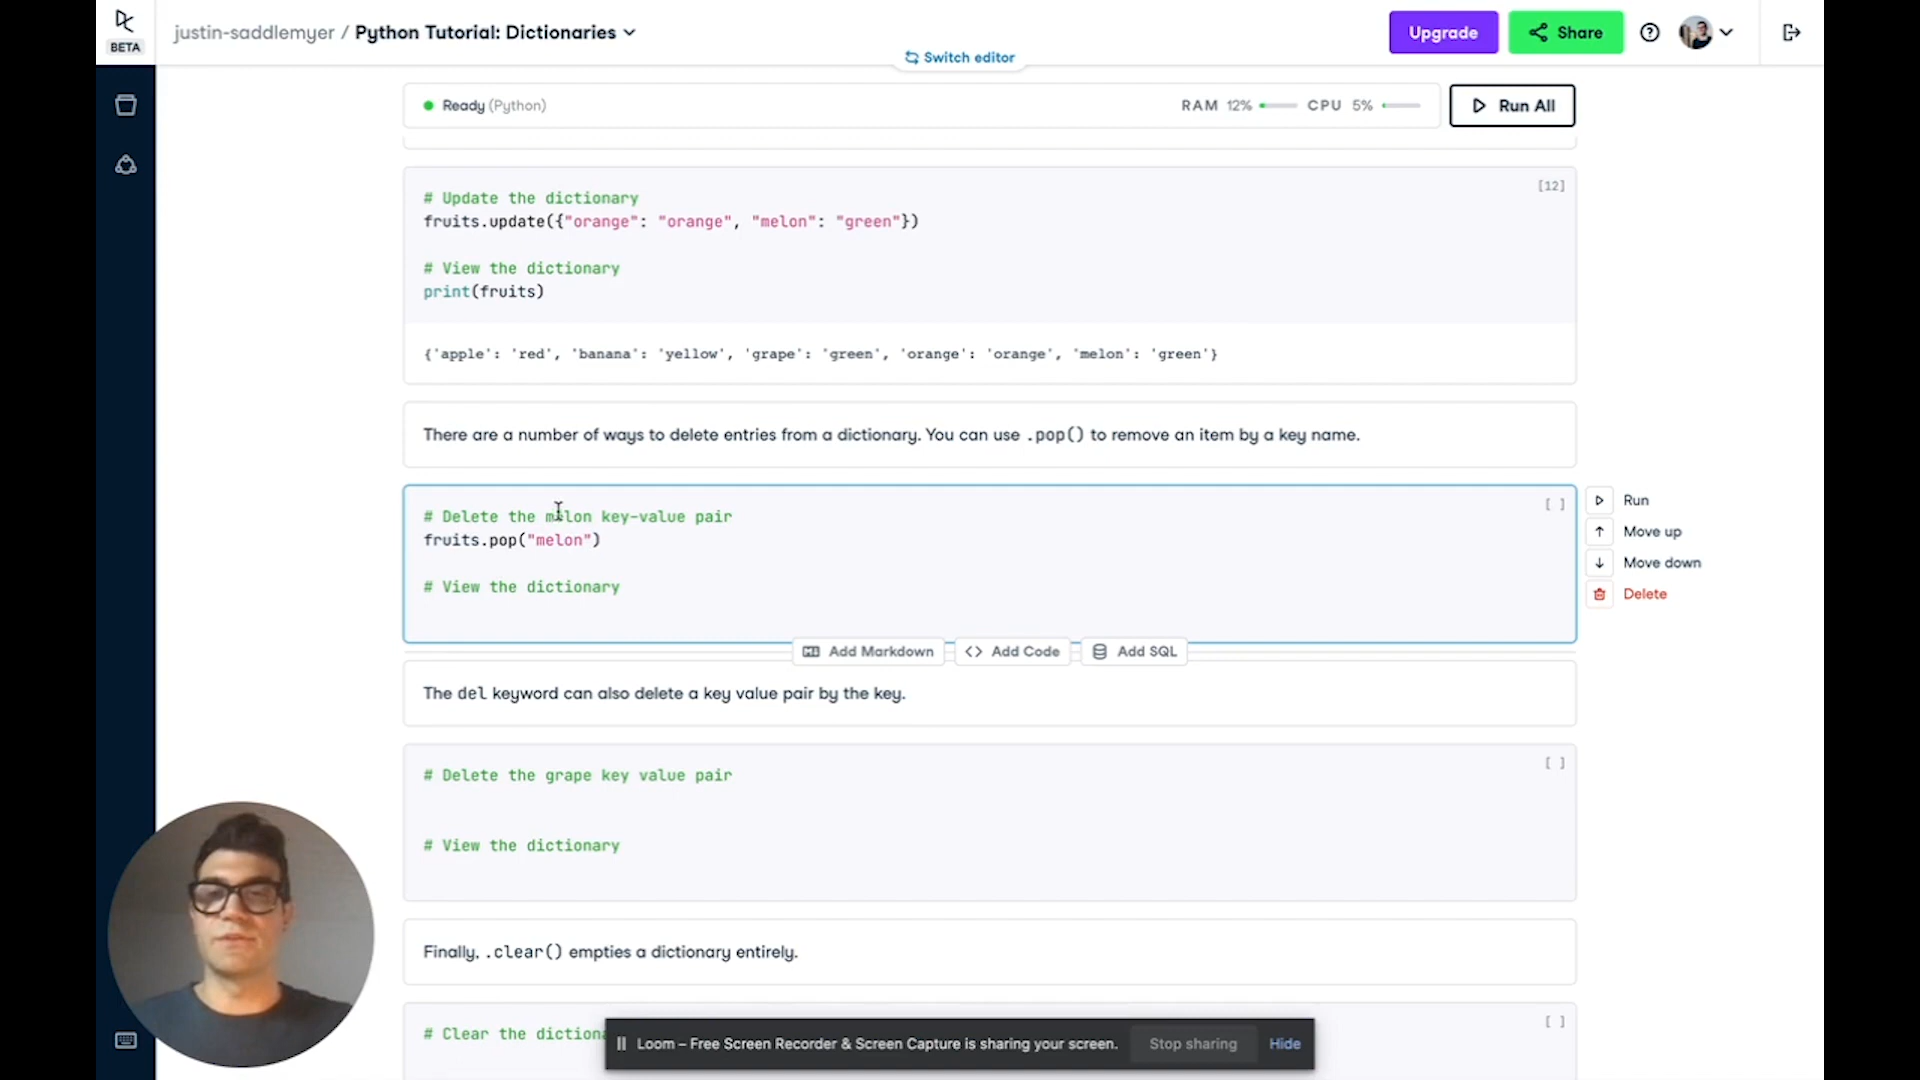 BETA
justin-saddlemyer / Python Tutorial: Dictionaries
Upgrade
Share
Switch editor
Ready (Python)
RAM 12% CPU 5%
Run All
# Update the dictionary
[12]
fruits.update({"orange": "orange", "melon": "green"})
# View the dictionary
print(fruits)
{'apple': 'red', 'banana': 'yellow', 'grape': 'green', 'orange': 'orange', 'melon': 'green'}
There are a number of ways to delete entries from a dictionary. You can use .pop() to remove an item by a key name.
# Delete the melon key-value pair
[ ]
fruits.pop("melon")
# View the dictionary
Run
Move up
Move down
Delete
Add Markdown
Add Code
Add SQL
The del keyword can also delete a key value pair by the key.
# Delete the grape key value pair
[ ]
# View the dictionary
Finally, .clear() empties a dictionary entirely.
# Clear the
[ ]
Loom – Free Screen Recorder & Screen Capture is sharing your screen.
Stop sharing
Hide